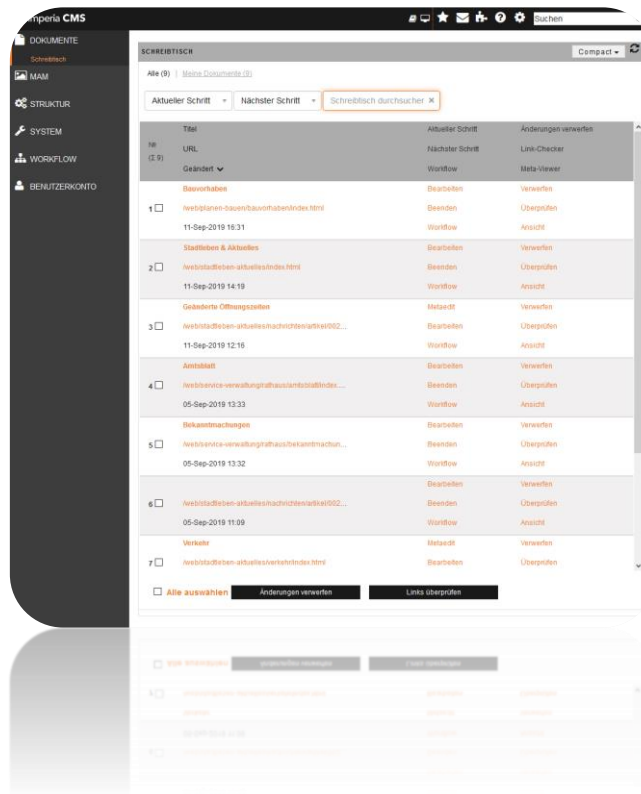 imperia CMS
Suchen
DOKUMENTE
Schreibtisch
MAM
STRUKTUR
SYSTEM
WORKFLOW
BENUTZERKONTO
SCHREIBTISCH
Compact
Alle (9) | Meine Dokumente (9)
Aktueller Schritt Nächster Schritt Schreibtisch durchsucher ×
Titel Aktueller Schritt Änderungen verwerfen
№ URL Nächster Schritt Link-Checker
(Σ 9)
Geändert Workflow Meta-Viewer
Bauvorhaben Bearbeiten Verwerfen
1 /web/planen-bauen/bauvorhaben/index.html Beenden Überprüfen
11-Sep-2019 16:31 Workflow Ansicht
Stadtleben & Aktuelles Bearbeiten Verwerfen
2 /web/stadtleben-aktuelles/index.html Beenden Überprüfen
11-Sep-2019 14:19 Workflow Ansicht
Geänderte Öffnungszeiten Metaedit Verwerfen
3 /web/stadtleben-aktuelles/nachrichten/artikel/002... Bearbeiten Überprüfen
11-Sep-2019 12:16 Workflow Ansicht
Amtsblatt Bearbeiten Verwerfen
4 /web/service-verwaltung/rathaus/amtsblatt/index.... Beenden Überprüfen
05-Sep-2019 13:33 Workflow Ansicht
Bekanntmachungen Bearbeiten Verwerfen
5 /web/service-verwaltung/rathaus/bekanntmachun... Beenden Überprüfen
05-Sep-2019 13:32 Workflow Ansicht
Bearbeiten Verwerfen
6 /web/stadtleben-aktuelles/nachrichten/artikel/002... Beenden Überprüfen
05-Sep-2019 11:09 Workflow Ansicht
Verkehr Metaedit Verwerfen
7 /web/stadtleben-aktuelles/verkehr/index.html Bearbeiten Überprüfen
Alle auswählen Änderungen verwerfen Links überprüfen